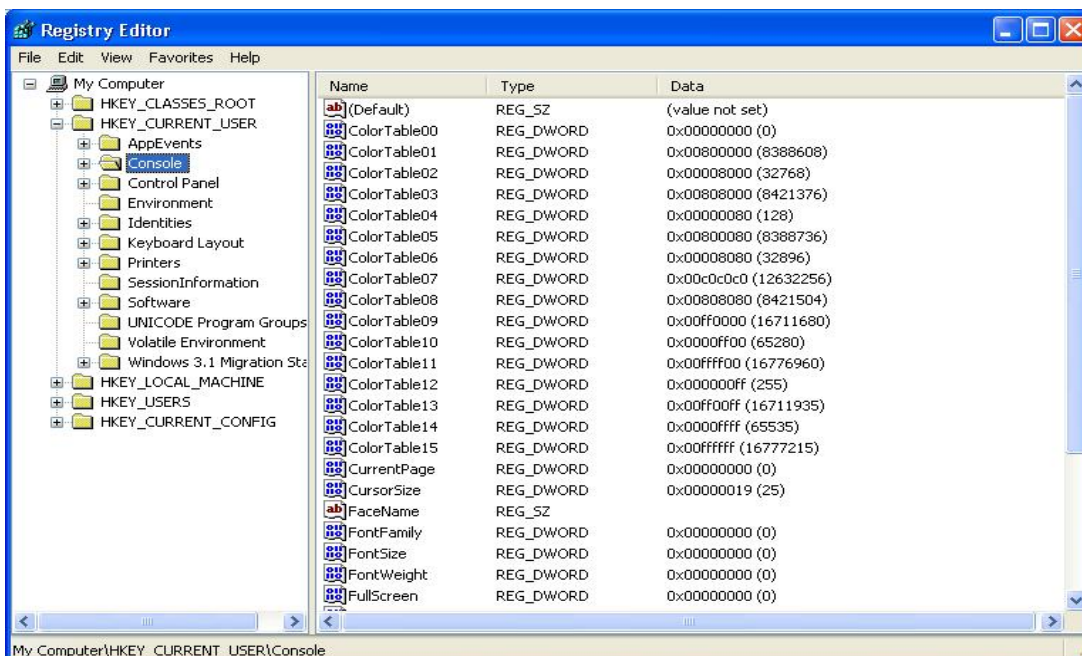 Registry Editor
File Edit View Favorites Help
My Computer
HKEY_CLASSES_ROOT
HKEY_CURRENT_USER
AppEvents
Console
Control Panel
Environment
Identities
Keyboard Layout
Printers
SessionInformation
Software
UNICODE Program Groups
Volatile Environment
Windows 3.1 Migration Sta
HKEY_LOCAL_MACHINE
HKEY_USERS
HKEY_CURRENT_CONFIG
Name Type Data
(Default) REG_SZ (value not set)
ColorTable00 REG_DWORD 0x00000000 (0)
ColorTable01 REG_DWORD 0x00800000 (8388608)
ColorTable02 REG_DWORD 0x00008000 (32768)
ColorTable03 REG_DWORD 0x00808000 (8421376)
ColorTable04 REG_DWORD 0x00000080 (128)
ColorTable05 REG_DWORD 0x00800080 (8388736)
ColorTable06 REG_DWORD 0x00008080 (32896)
ColorTable07 REG_DWORD 0x00c0c0c0 (12632256)
ColorTable08 REG_DWORD 0x00808080 (8421504)
ColorTable09 REG_DWORD 0x00ff0000 (16711680)
ColorTable10 REG_DWORD 0x0000ff00 (65280)
ColorTable11 REG_DWORD 0x00ffff00 (16776960)
ColorTable12 REG_DWORD 0x000000ff (255)
ColorTable13 REG_DWORD 0x00ff00ff (16711935)
ColorTable14 REG_DWORD 0x0000ffff (65535)
ColorTable15 REG_DWORD 0x00ffffff (16777215)
CurrentPage REG_DWORD 0x00000000 (0)
CursorSize REG_DWORD 0x00000019 (25)
FaceName REG_SZ
FontFamily REG_DWORD 0x00000000 (0)
FontSize REG_DWORD 0x00000000 (0)
FontWeight REG_DWORD 0x00000000 (0)
FullScreen REG_DWORD 0x00000000 (0)
My Computer\HKEY_CURRENT_USER\Console